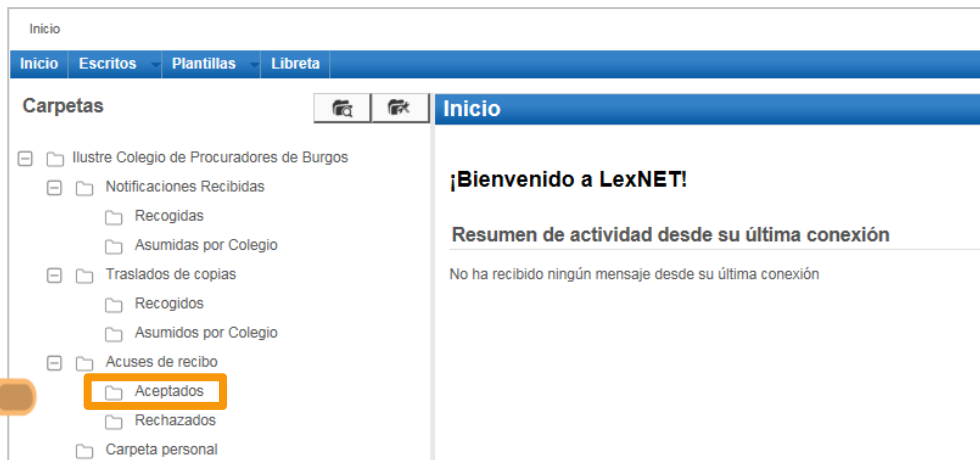 Inicio
Inicio Escritos Plantillas Libreta
Carpetas
Inicio
Ilustre Colegio de Procuradores de Burgos
Notificaciones Recibidas
Recogidas
Asumidas por Colegio
Traslados de copias
Recogidos
Asumidos por Colegio
Acuses de recibo
Aceptados
Rechazados
Carpeta personal
¡Bienvenido a LexNET!
Resumen de actividad desde su última conexión
No ha recibido ningún mensaje desde su última conexión